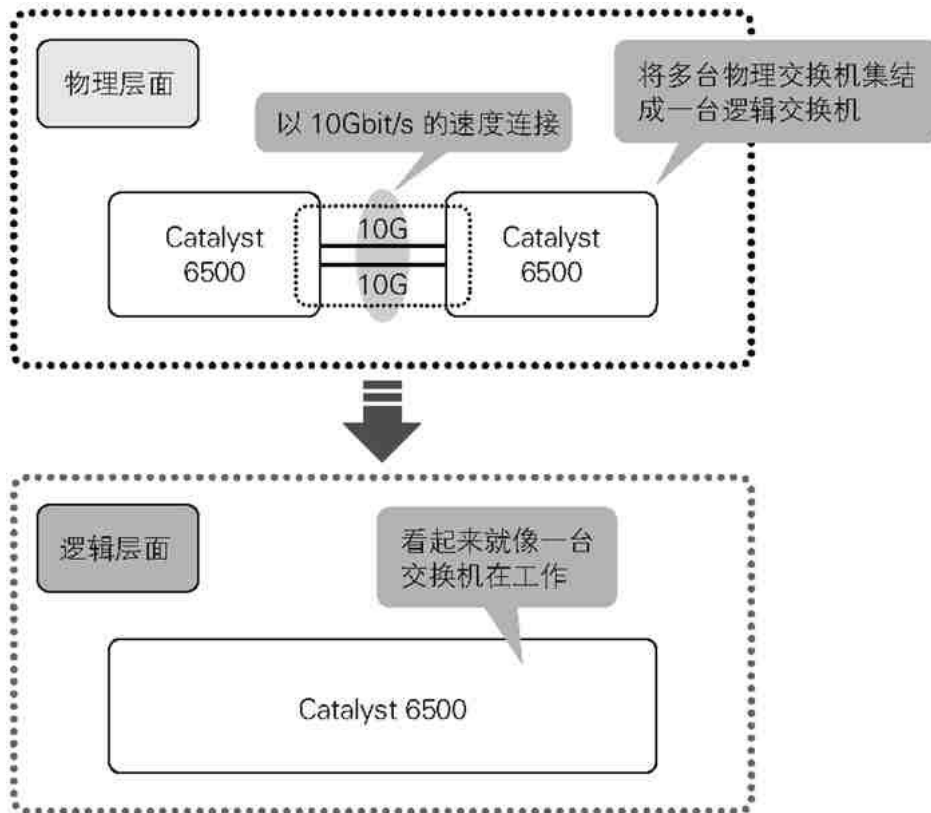 物理层面
将多台物理交换机集结
成一台逻辑交换机
以 10Gbit/s 的速度连接
Catalyst
6500
10G
10G
Catalyst
6500
逻辑层面
看起来就像一台
交换机在工作
Catalyst 6500